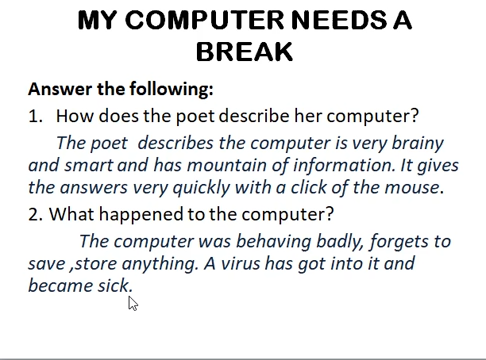 MY COMPUTER NEEDS A
BREAK
Answer the following:
1. How does the poet describe her computer?
The poet describes the computer is very brainy
and smart and has mountain of information. It gives
the answers very quickly with a click of the mouse.
2. What happened to the computer?
The computer was behaving badly, forgets to
save ,store anything. A virus has got into it and
became sick.